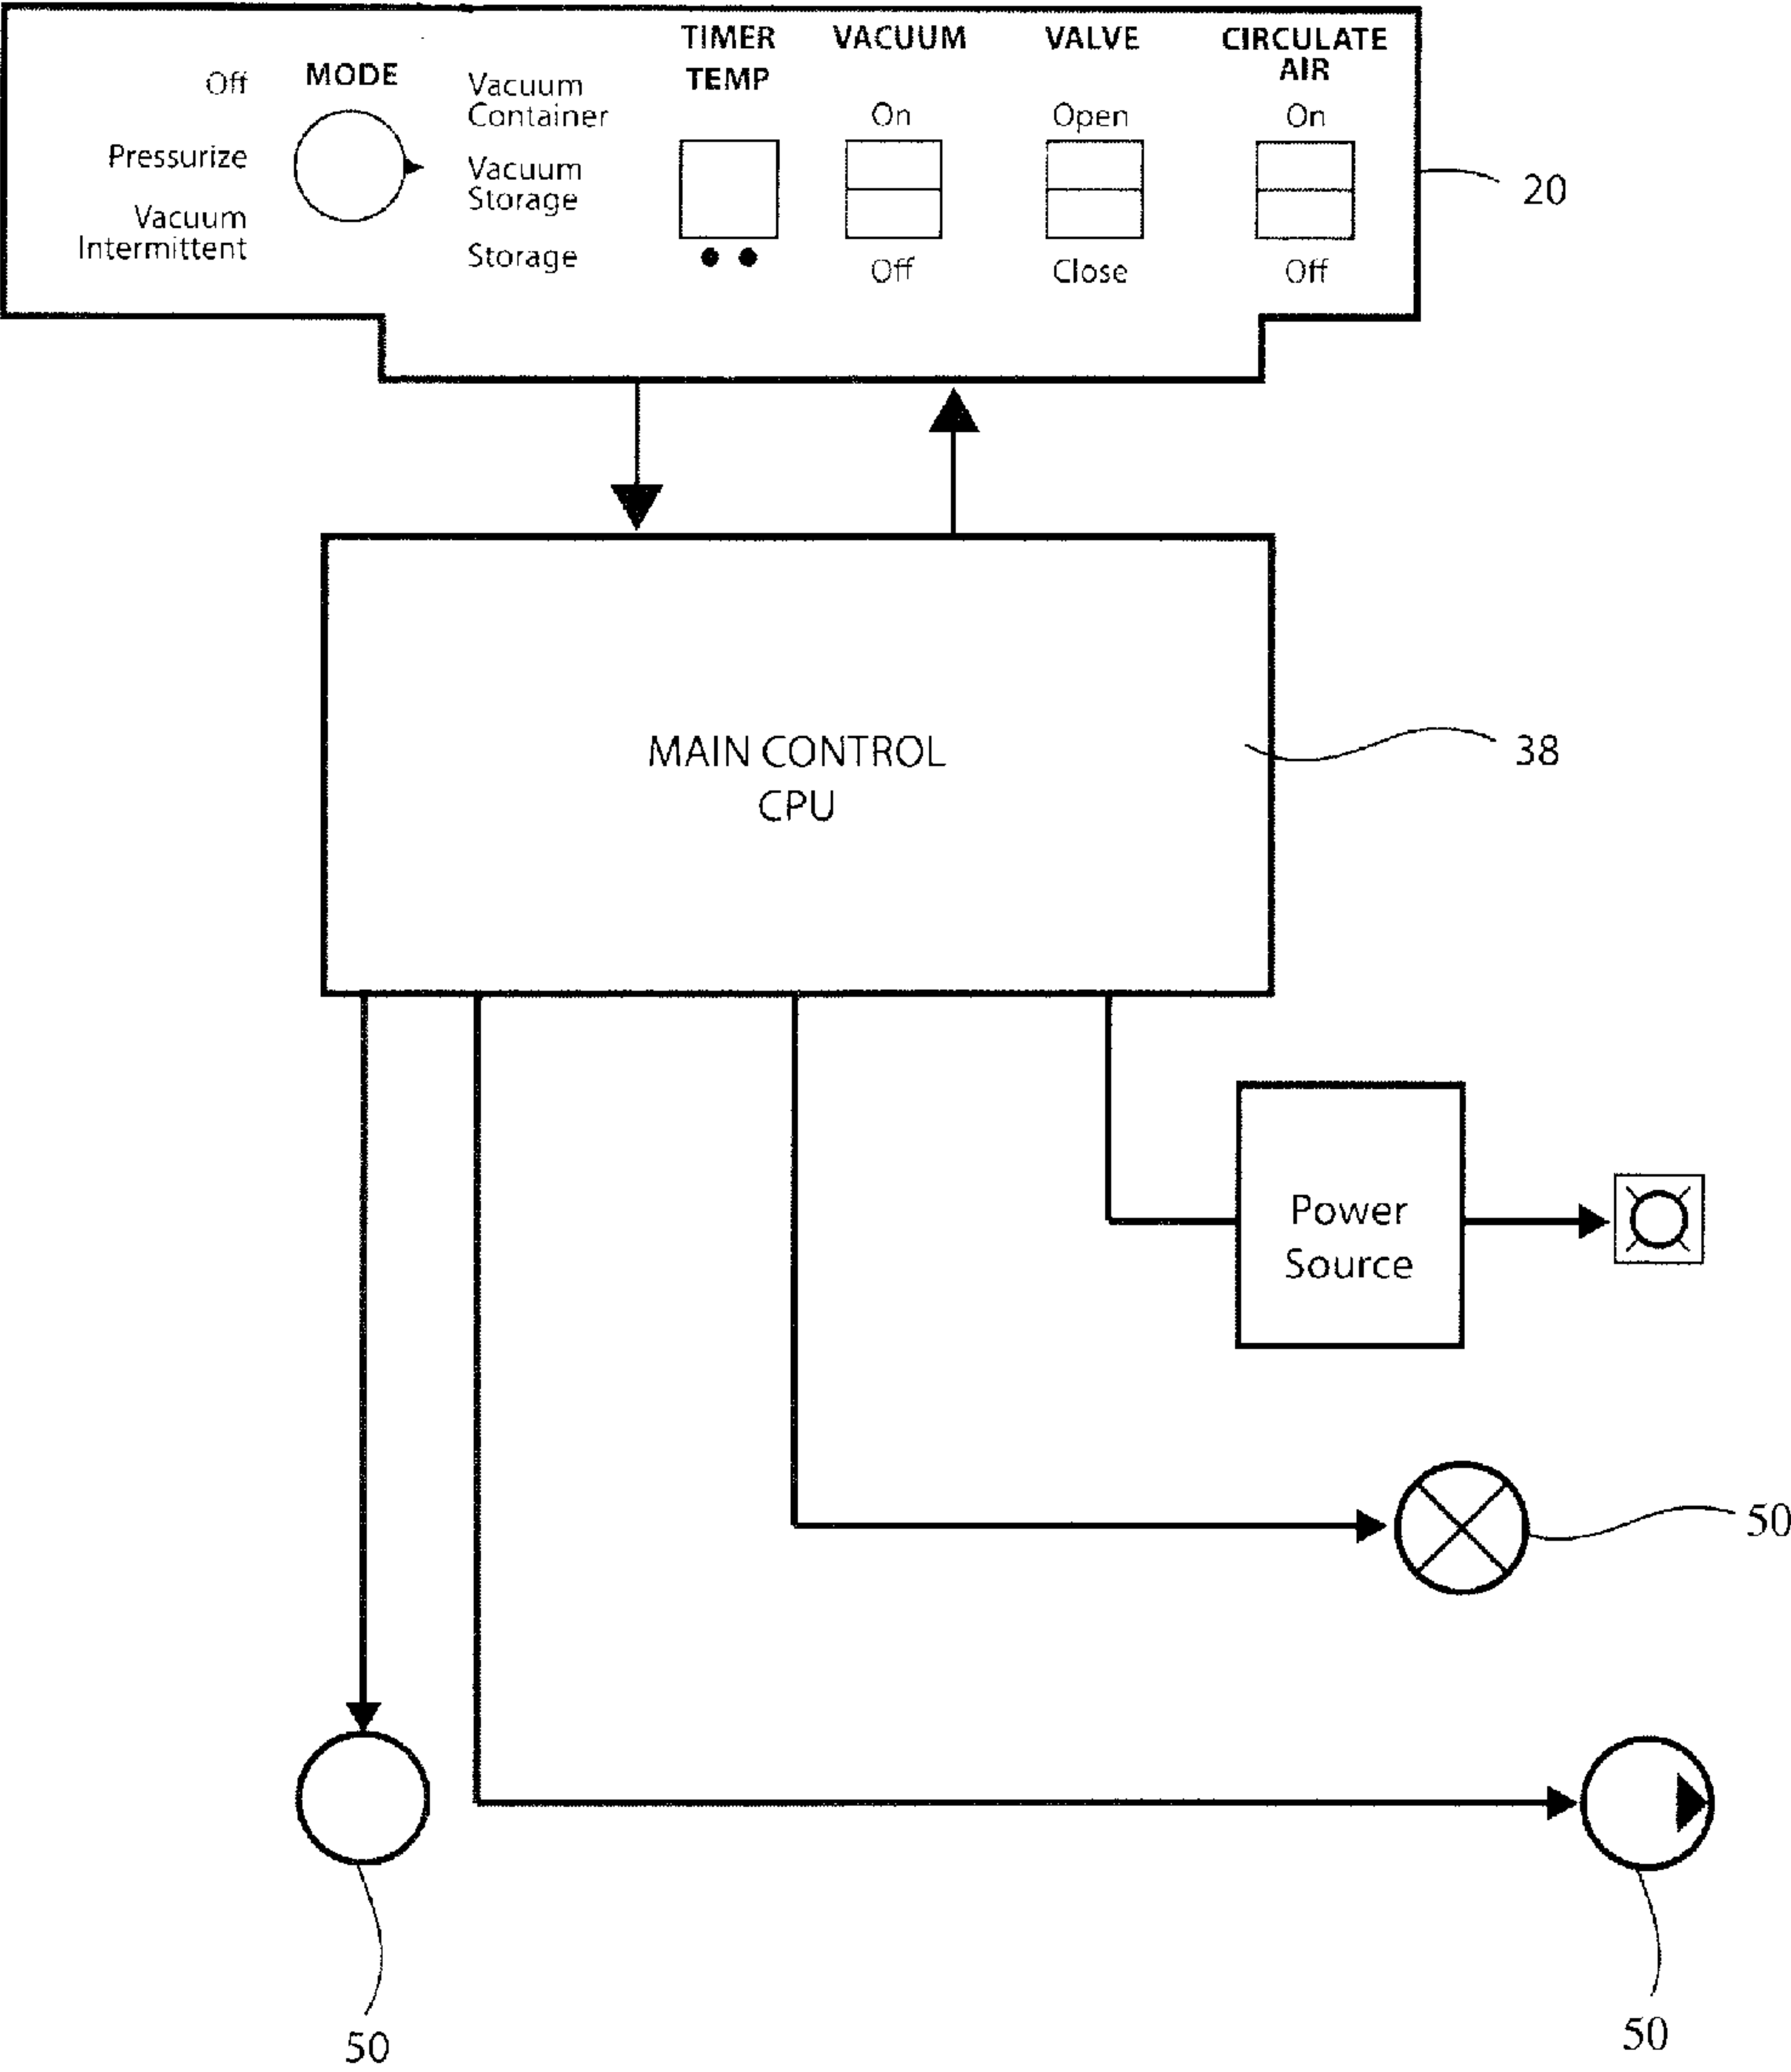 Off
Pressurize
Vacuum
Intermittent
MODE
Vacuum
Container
Vacuum
Storage
Storage
TIMER
TEMP
VACUUM
On
Off
VALVE
Open
Close
CIRCULATE
AIR
On
Off
20
MAIN CONTROL
CPU
38
Power
Source
50
50
50